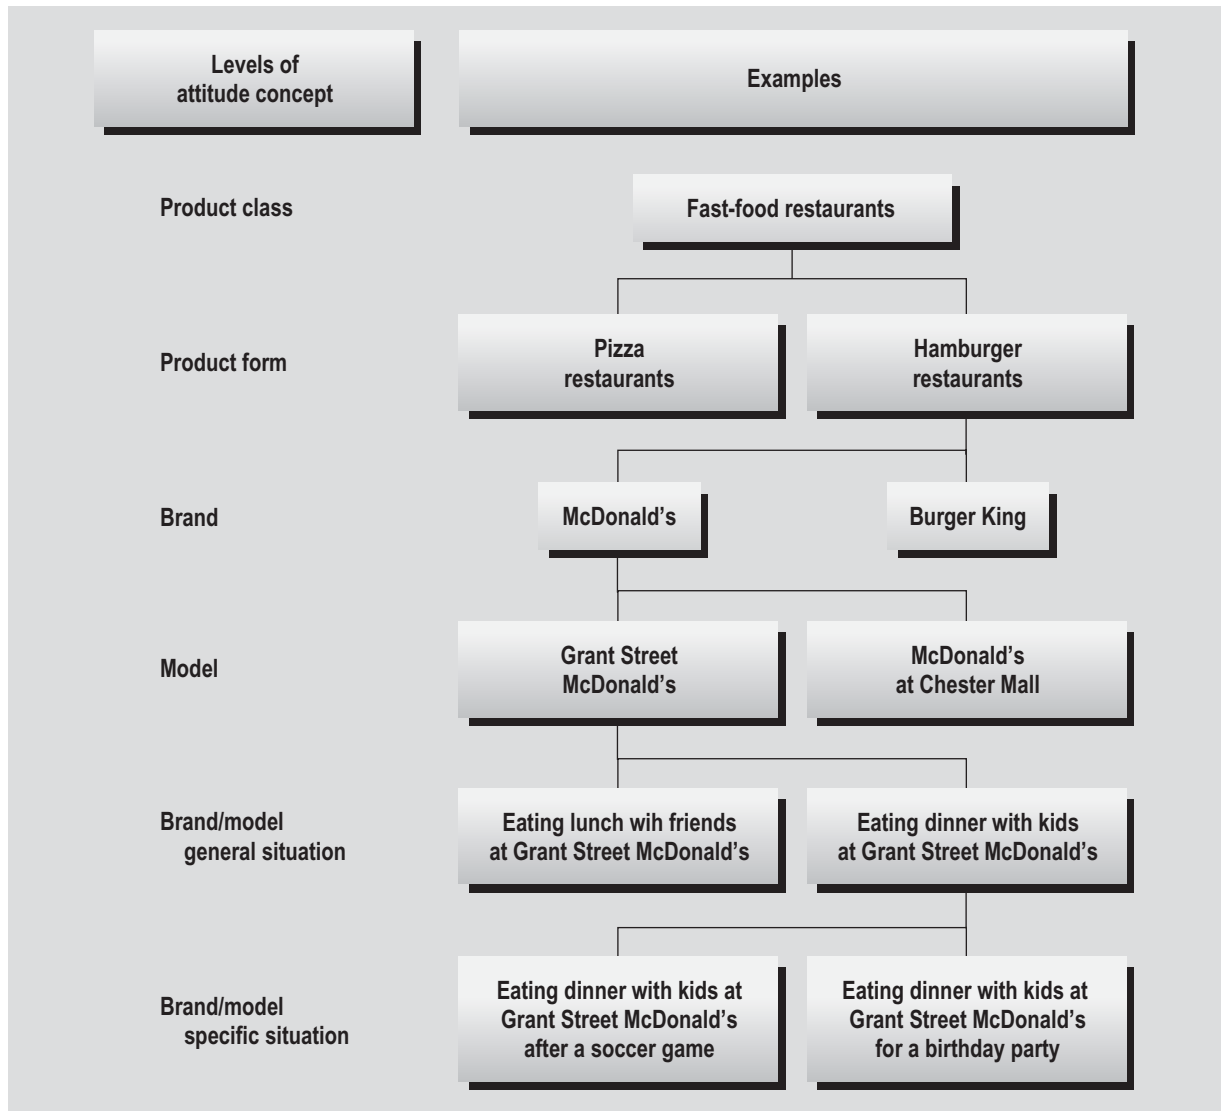 Levels of
attitude concept
Examples
Product class
Fast-food restaurants
Product form
Pizza
restaurants
Hamburger
restaurants
Brand
McDonald's
Burger King
Model
Grant Street
McDonald's
McDonald's
at Chester Mall
Brand/model
general situation
Eating lunch wih friends
at Grant Street McDonald's
Eating dinner with kids
at Grant Street McDonald's
Brand/model
specific situation
Eating dinner with kids at
Grant Street McDonald's
after a soccer game
Eating dinner with kids at
Grant Street McDonald's
for a birthday party